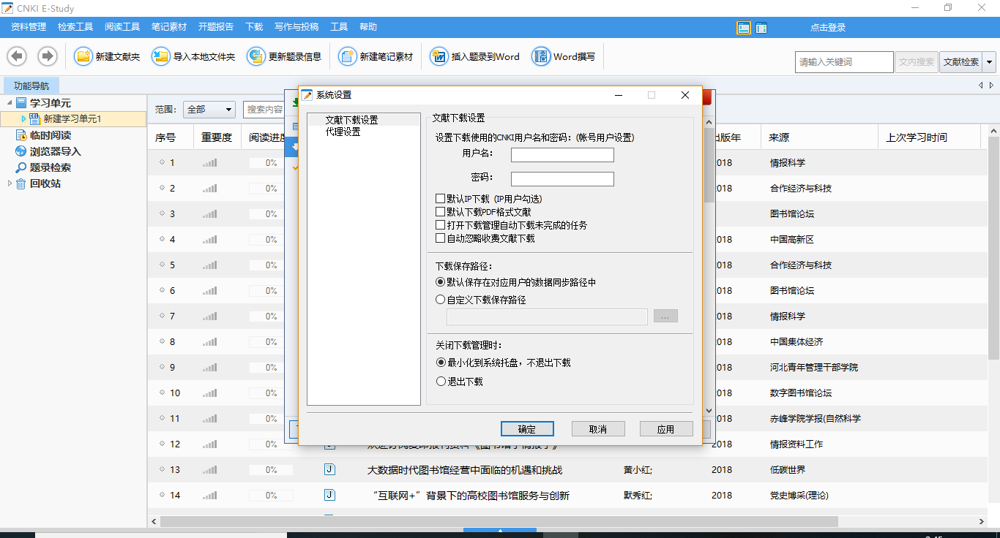 CNKI E-Study
资料管理 检索工具 阅读工具 笔记素材 开题报告 下载 写作与投稿 工具 帮助 点击登录
新建文献夹 导入本地文件夹 更新题录信息 新建笔记素材 插入题录到Word Word撰写 请输入关键词 文内搜索 文献检索
功能导航
学习单元
新建学习单元1
临时阅读
浏览器导入
题录检索
回收站
范围: 全部 搜索内容
序号 重要度 阅读进度 出版年 来源 上次学习时间
1 0% 2018 情报科学
2 0% 2018 合作经济与科技
3 0% 图书馆论坛
4 0% 2018 中国高新区
5 0% 2018 合作经济与科技
6 0% 2018 图书馆论坛
7 0% 2018 情报科学
8 0% 2018 中国集体经济
9 0% 2018 河北青年管理干部学院
10 0% 2018 数字图书馆论坛
11 0% 2018 赤峰学院学报(自然科学
12 0% 欢迎订阅复印报刊资料《图书馆学情报学》 2018 情报资料工作
13 0% J 大数据时代图书馆经营中面临的机遇和挑战 黄小红; 2018 低碳世界
14 0% J “互联网+”背景下的高校图书馆服务与创新 默秀红; 2018 党史博采(理论)
系统设置
文献下载设置
代理设置
文献下载设置
设置下载使用的CNKI用户名和密码:(帐号用户设置)
用户名:
密码:
默认IP下载 (IP用户勾选)
默认下载PDF格式文献
打开下载管理自动下载未完成的任务
自动忽略收费文献下载
下载保存路径:
默认保存在对应用户的数据同步路径中
自定义下载保存路径
...
关闭下载管理时:
最小化到系统托盘，不退出下载
退出下载
确定 取消 应用